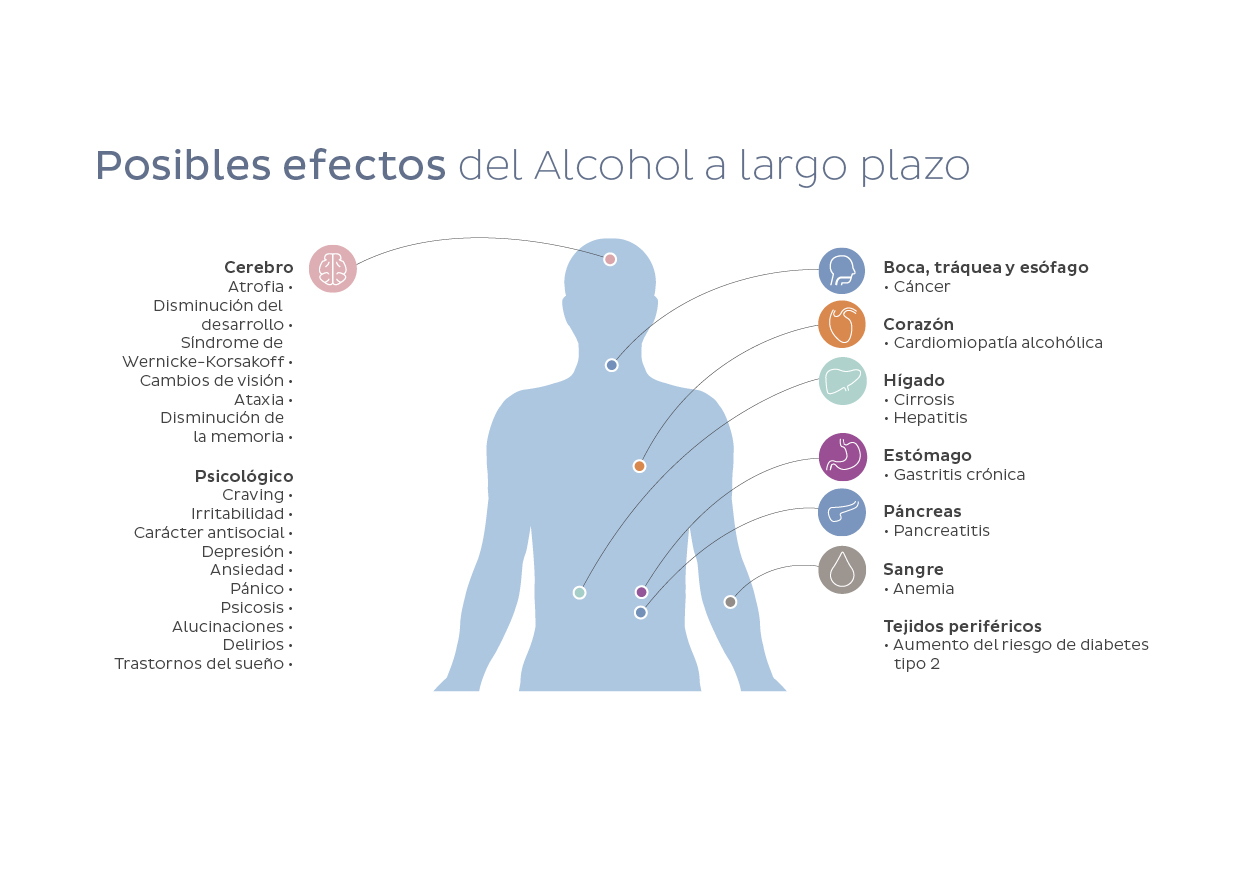 Posibles efectos del Alcohol a largo plazo
Cerebro
Atrofia •
Disminución del
desarrollo •
Síndrome de
Wernicke-Korsakoff •
Cambios de visión •
Ataxia •
Disminución de
la memoria •
Psicológico
Craving •
Irritabilidad •
Carácter antisocial •
Depresión •
Ansiedad •
Pánico •
Psicosis •
Alucinaciones •
Delirios •
Trastornos del sueño •
Boca, tráquea y esófago
• Cáncer
Corazón
• Cardiomiopatía alcohólica
Hígado
• Cirrosis
• Hepatitis
Estómago
• Gastritis crónica
Páncreas
• Pancreatitis
Sangre
• Anemia
Tejidos periféricos
• Aumento del riesgo de diabetes
tipo 2